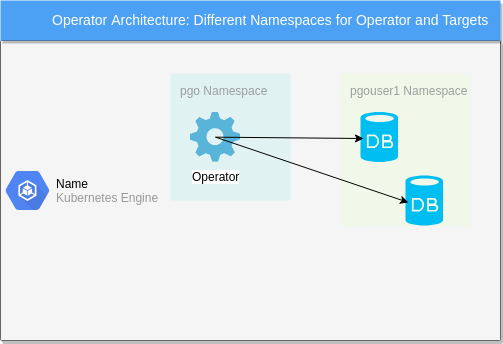 Operator Architecture: Different Namespaces for Operator and Targets
pgo Namespace
pgouser1 Namespace
DB
Operator
Name
Kubernetes Engine
DB